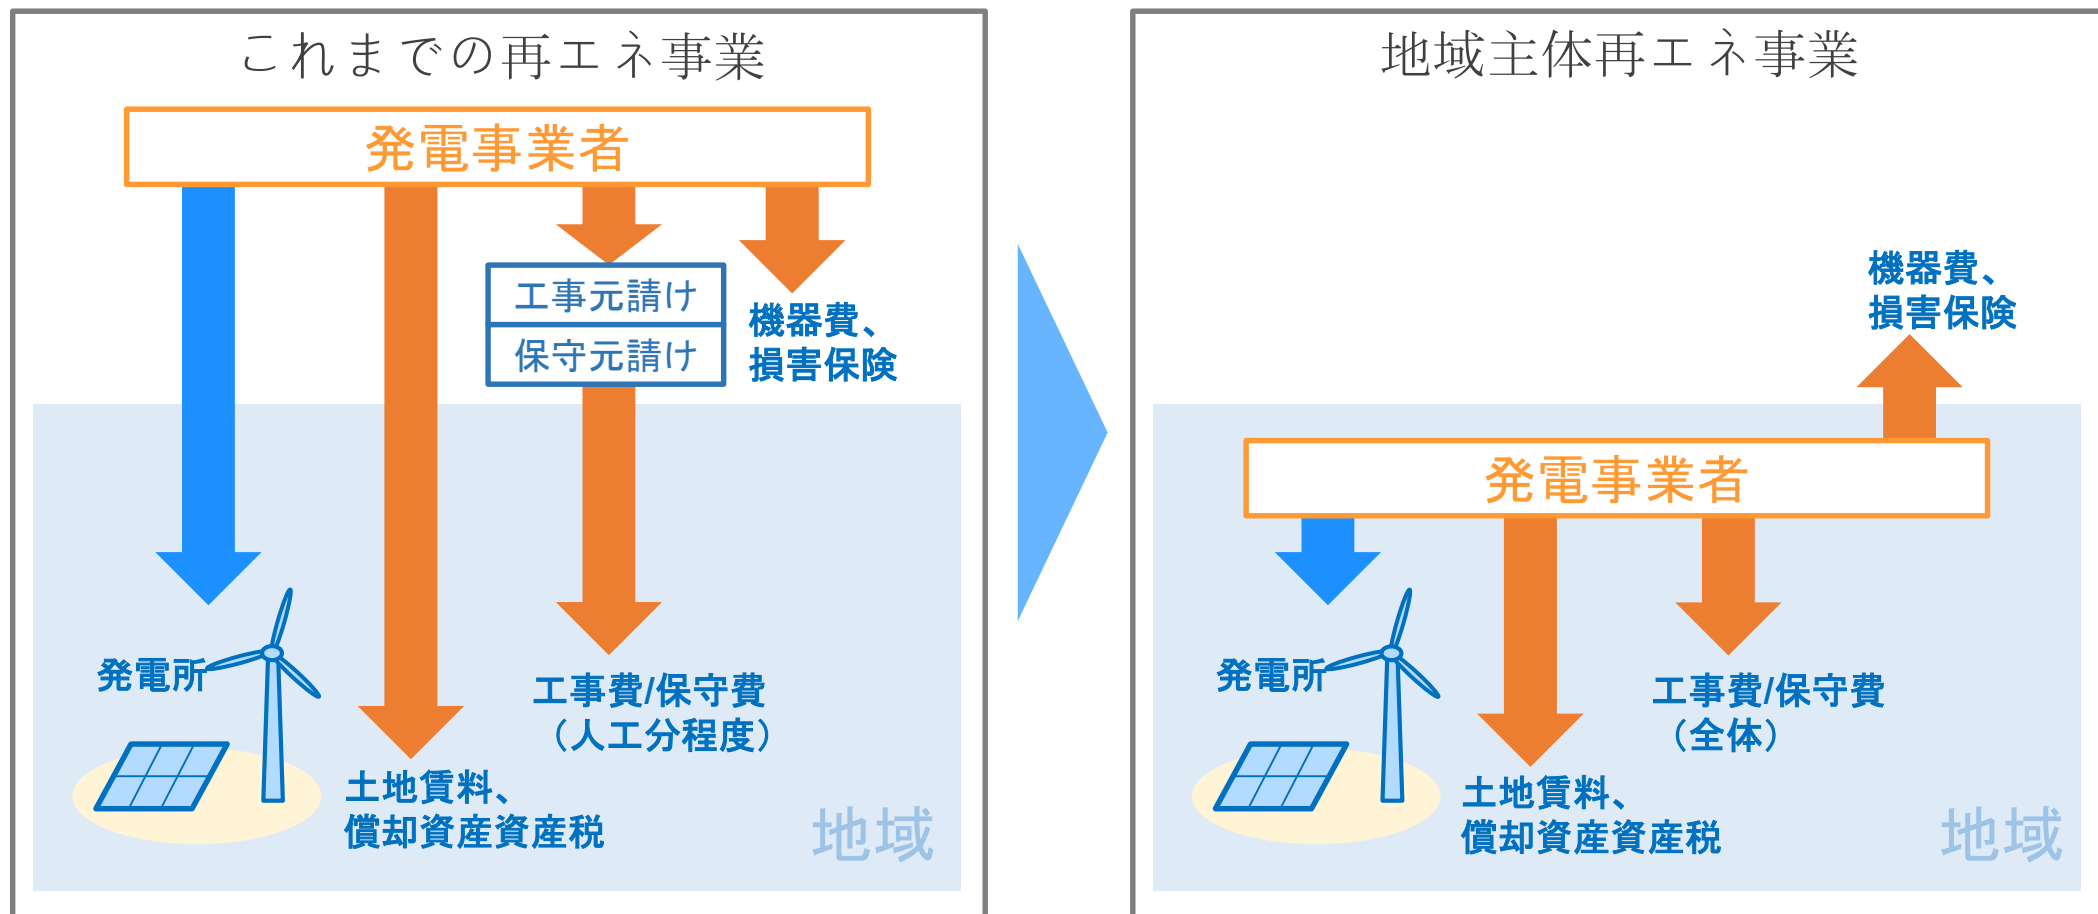 これまでの再エネ事業
発電事業者
工事元請け
保守元請け
機器費、
損害保険
発電所
工事費/保守費
（人工分程度）
土地賃料、
償却資産資産税
地域
地域主体再エネ事業
機器費、
損害保険
発電事業者
発電所
工事費/保守費
（全体）
土地賃料、
償却資産資産税
地域